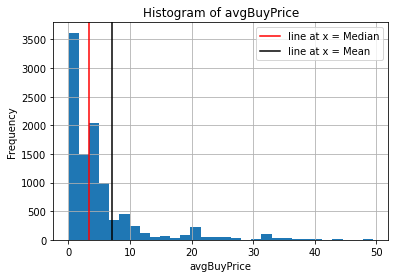 Histogram of avgBuyPrice
line at x = Median
line at x = Mean
3500
3000
2500
2000
1500
1000
500
0
Frequency
0 10 20 30 40 50
avgBuyPrice